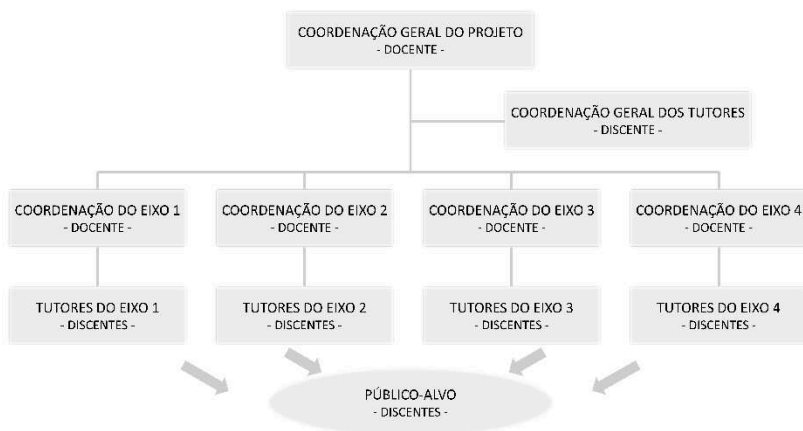 COORDENAÇÃO GERAL DO PROJETO
- DOCENTE -
COORDENAÇÃO GERAL DOS TUTORES
- DISCENTE -
COORDENAÇÃO DO EIXO 1
- DOCENTE -
COORDENAÇÃO DO EIXO 2
- DOCENTE -
COORDENAÇÃO DO EIXO 3
- DOCENTE -
COORDENAÇÃO DO EIXO 4
- DOCENTE -
TUTORES DO EIXO 1
- DISCENTES -
TUTORES DO EIXO 2
- DISCENTES -
TUTORES DO EIXO 3
- DISCENTES -
TUTORES DO EIXO 4
- DISCENTES -
PÚBLICO-ALVO
- DISCENTES -